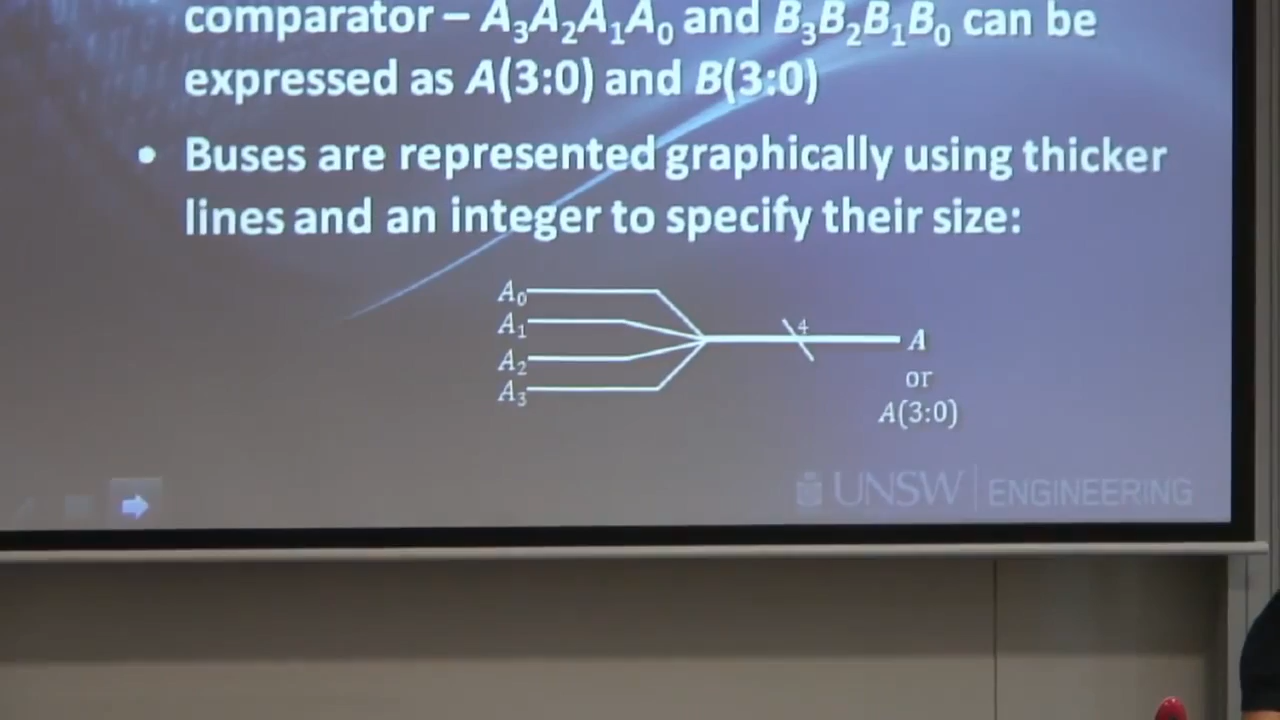 comparator – A₃A₂A₁A₀ and B₃B₂B₁B₀ can be
expressed as A(3:0) and B(3:0)
• Buses are represented graphically using thicker
lines and an integer to specify their size:
A₀
A₁
A₂
A₃
4
A
or
A(3:0)
UNSW | ENGINEERING